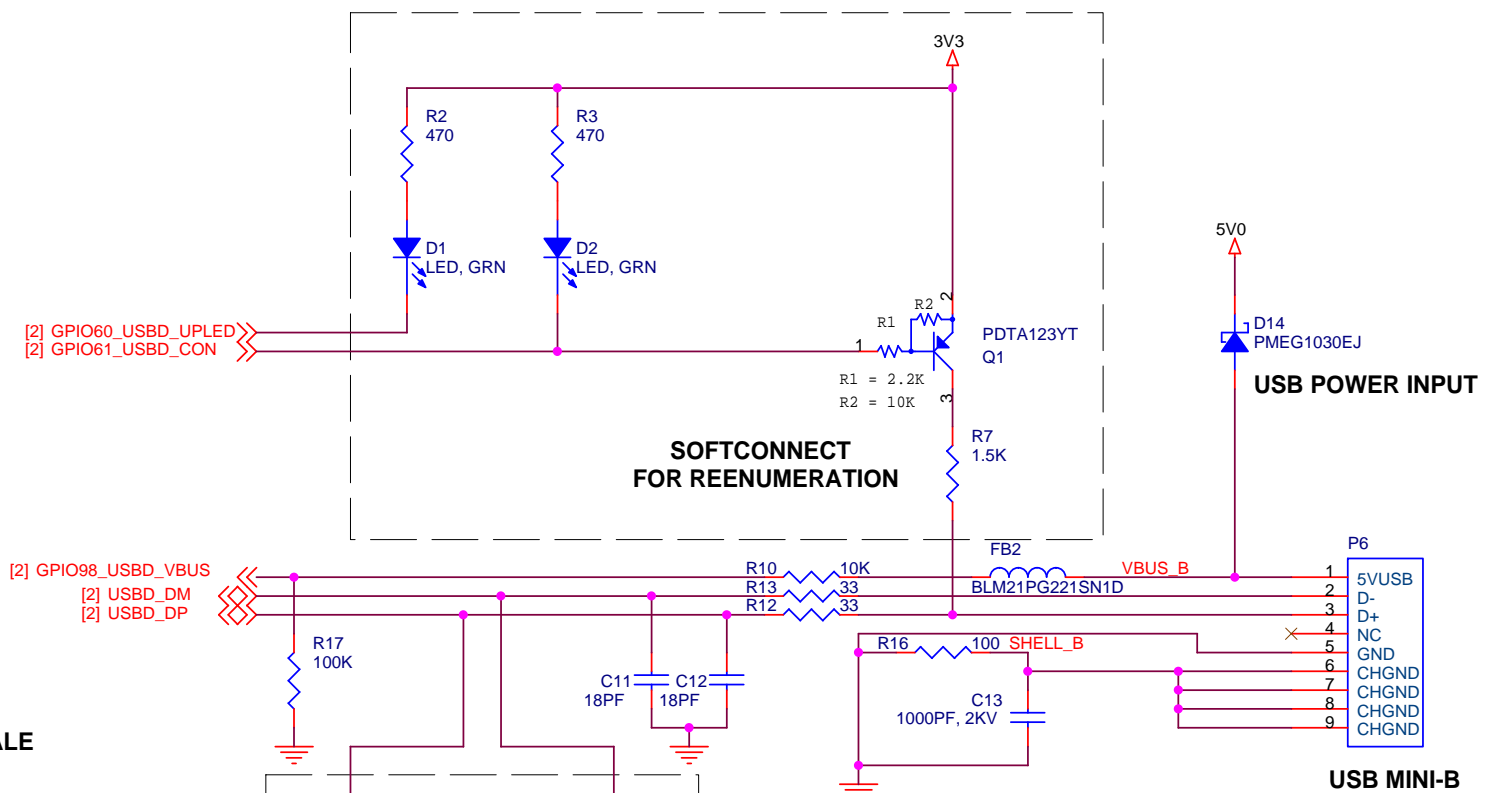 3V3
R2
470
R3
470
D1
LED, GRN
D2
LED, GRN
5V0
[2] GPIO60_USBD_UPLED
[2] GPIO61_USBD_CON
R1
R2
2
1
PDTA123YT
Q1
D14
PMEG1030EJ
R1 = 2.2K
R2 = 10K
3
USB POWER INPUT
SOFTCONNECT
FOR REENUMERATION
R7
1.5K
P6
FB2
[2] GPIO98_USBD_VBUS
R10
10K
VBUS_B
1
5VUSB
[2] USBD_DM
R13
33
BLM21PG221SN1D
2
D-
[2] USBD_DP
R12
33
3
D+
4
NC
R17
100K
R16
100
SHELL_B
5
GND
6
CHGND
7
CHGND
8
CHGND
9
CHGND
C11
18PF
C12
18PF
C13
1000PF, 2KV
ALE
USB MINI-B